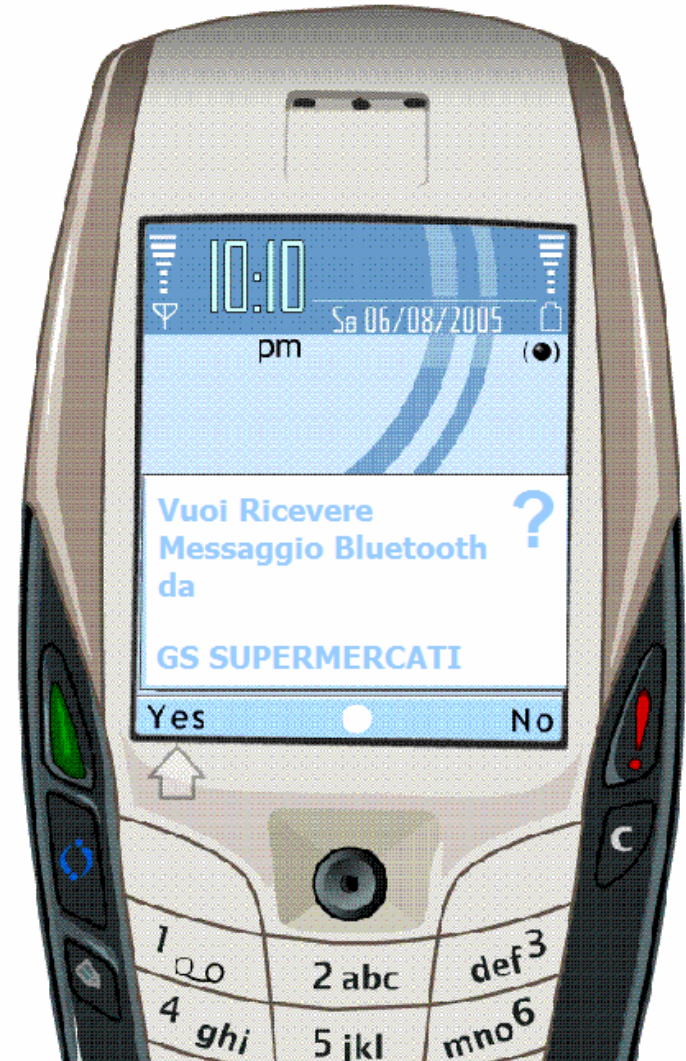 10:10
Sa 06/08/2005
pm
Vuoi Ricevere
Messaggio Bluetooth
da
?
GS SUPERMERCATI
Yes
No
C
1
2 abc
def 3
4 ghi
5 jkl
mno 6